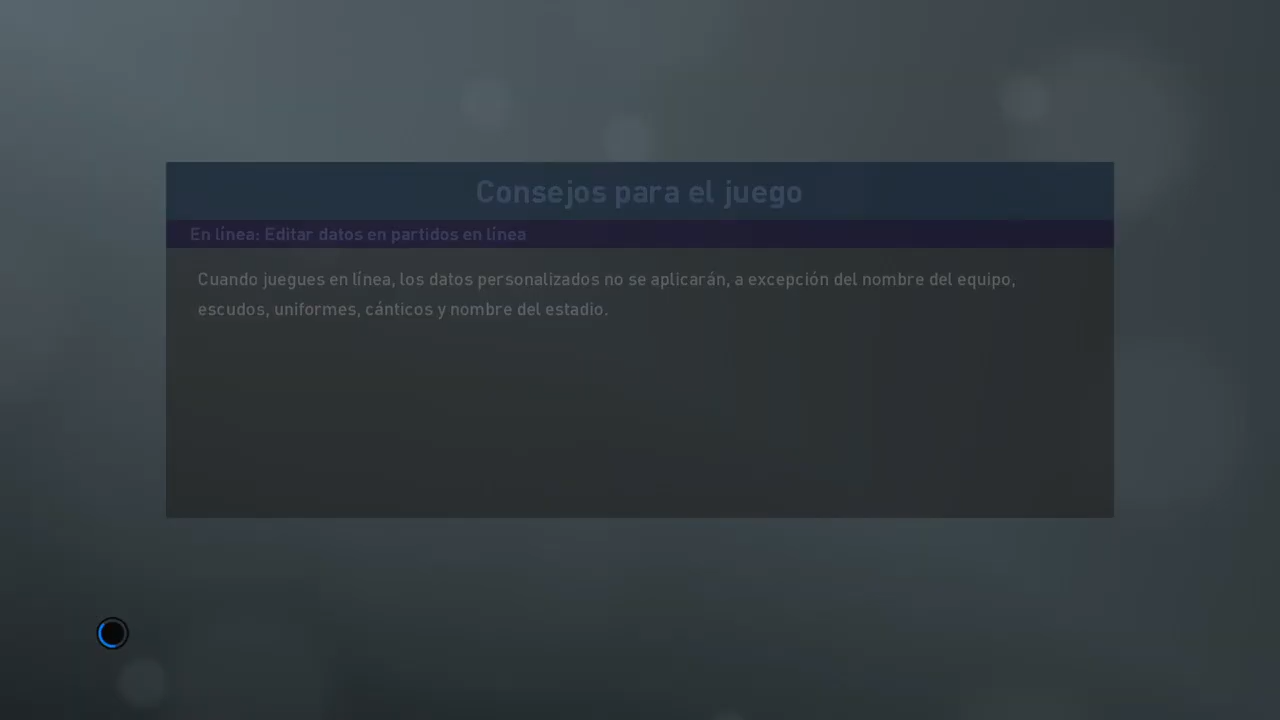 Consejos para el juego
En línea: Editar datos en partidos en línea
Cuando juegues en línea, los datos personalizados no se aplicarán, a excepción del nombre del equipo,
escudos, uniformes, cánticos y nombre del estadio.